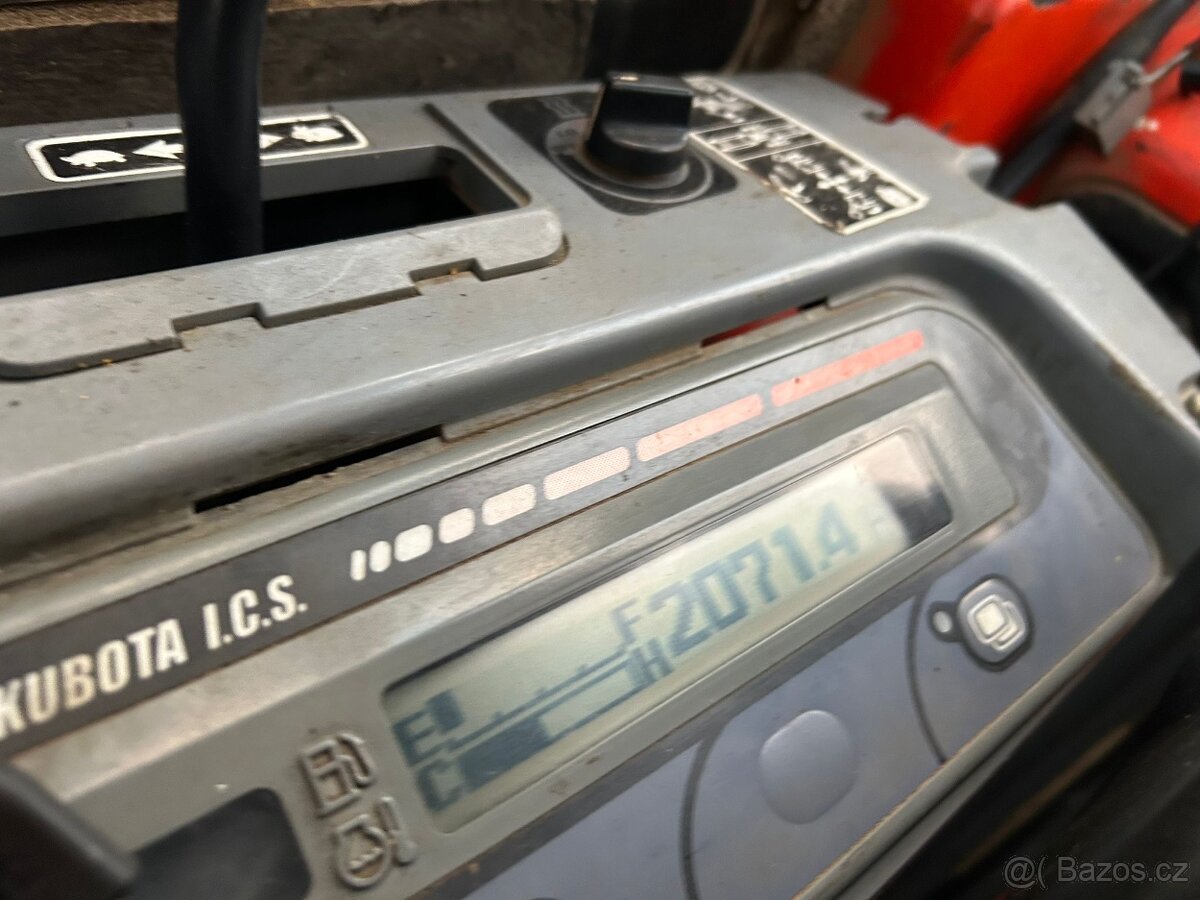 KUBOTA I.C.S.
F
2071.4
E
H
C
@( Bazos.cz